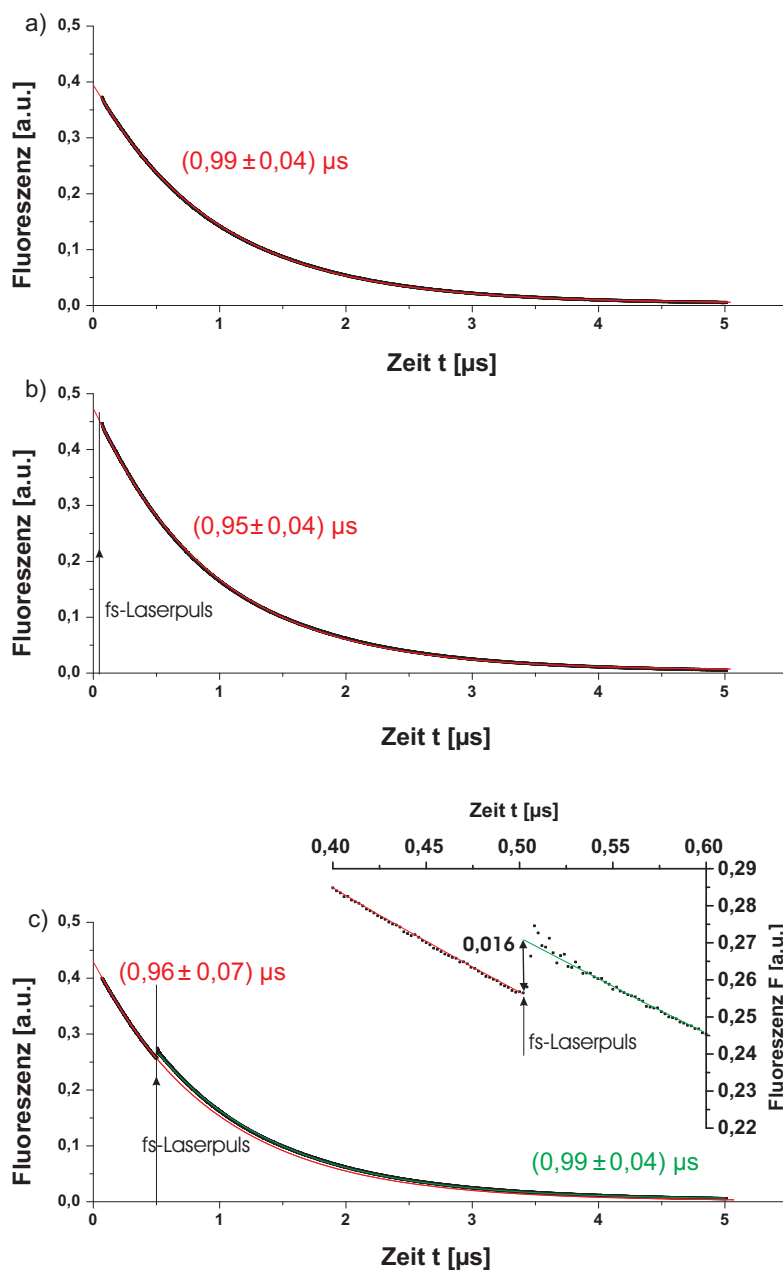 a)
0,5
0,4
0,3
0,2
0,1
0,0
Fluoreszenz [a.u.]
(0,99 ± 0,04) µs
0 1 2 3 4 5
Zeit t [µs]
b)
0,5
0,4
0,3
0,2
0,1
0,0
Fluoreszenz [a.u.]
(0,95 ± 0,04) µs
fs-Laserpuls
0 1 2 3 4 5
Zeit t [µs]
Zeit t [µs]
0,40 0,45 0,50 0,55 0,60
0,29
0,28
0,27
0,26
0,25
0,24
0,23
0,22
Fluoreszenz F [a.u.]
0,016
fs-Laserpuls
c)
0,5
0,4
0,3
0,2
0,1
0,0
Fluoreszenz [a.u.]
(0,96 ± 0,07) µs
fs-Laserpuls
(0,99 ± 0,04) µs
0 1 2 3 4 5
Zeit t [µs]